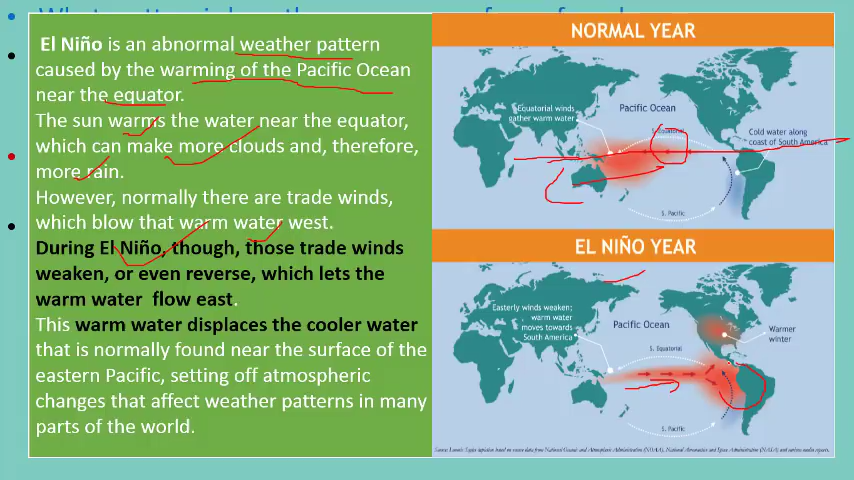 El Niño is an abnormal weather pattern
caused by the warming of the Pacific Ocean
near the equator.
The sun warms the water near the equator,
which can make more clouds and, therefore,
more rain.
However, normally there are trade winds,
which blow that warm water west.
During El Niño, though, those trade winds
weaken, or even reverse, which lets the
warm water flow east.
This warm water displaces the cooler water
that is normally found near the surface of the
eastern Pacific, setting off atmospheric
changes that affect weather patterns in many
parts of the world.
NORMAL YEAR
Equatorial winds
gather warm water
Pacific Ocean
S. Equatorial
Cold water along
coast of South America
S. Pacific
EL NIÑO YEAR
Easterly winds weaken;
warm water
moves towards
South America
Pacific Ocean
S. Equatorial
Warmer
winter
S. Pacific